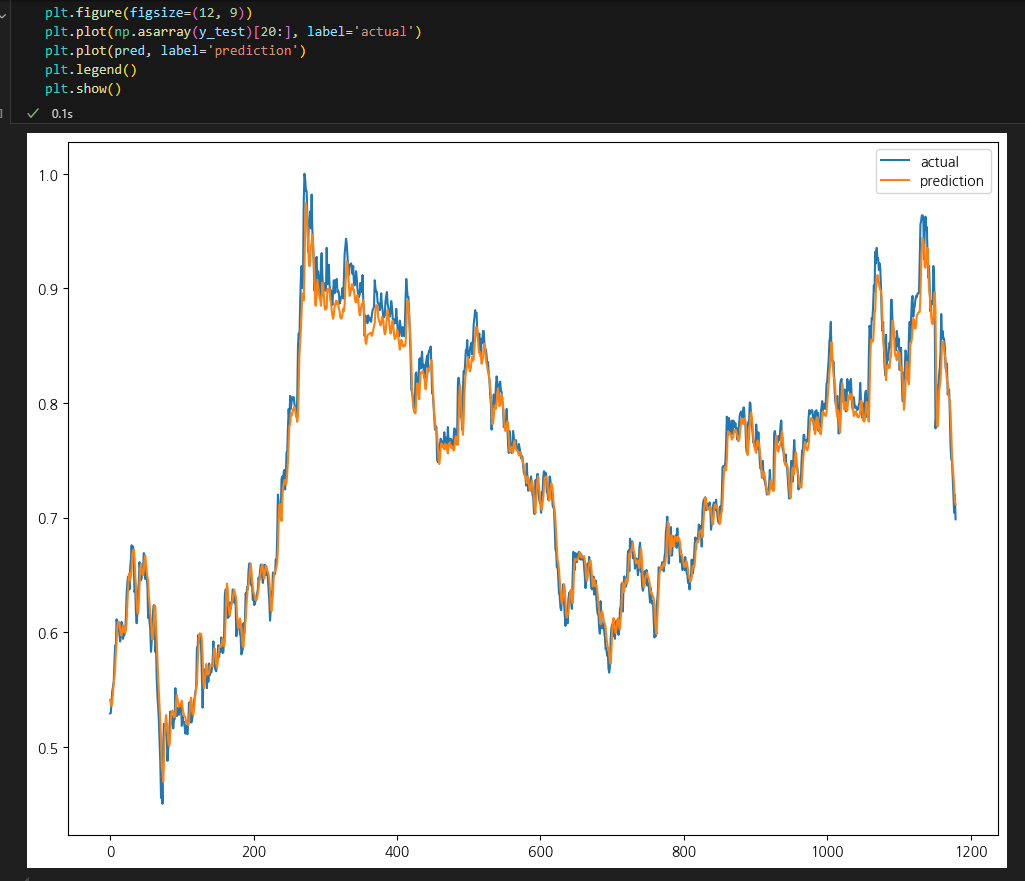 plt.figure(figsize=(12, 9))
plt.plot(np.asarray(y_test)[20:], label='actual')
plt.plot(pred, label='prediction')
plt.legend()
plt.show()
0.1s
actual
prediction
1.0
0.9
0.8
0.7
0.6
0.5
0 200 400 600 800 1000 1200